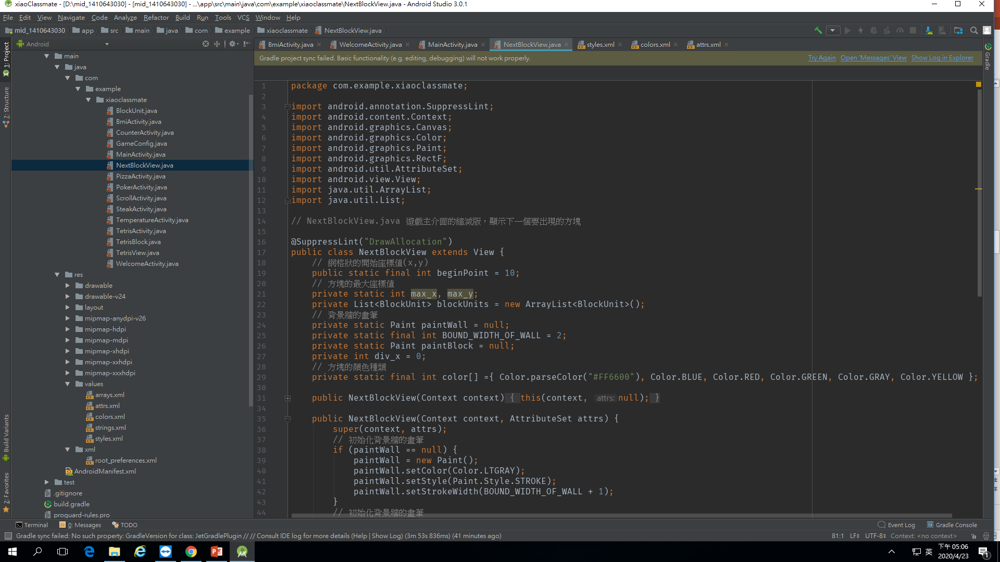 xiaoClassmate - [D:\mid_1410643030] - [mid_1410643030] - ...\app\src\main\java\com\example\xiaoclassmate\NextBlockView.java - Android Studio 3.0.1
File Edit View Navigate Code Analyze Refactor Build Run Tools VCS Window Help
mid_1410643030 app src main java com example xiaoclassmate NextBlockView.java
Android
BmiActivity.java WelcomeActivity.java MainActivity.java NextBlockView.java styles.xml colors.xml attrs.xml
Gradle project sync failed. Basic functionality (e.g. editing, debugging) will not work properly.
Try Again Open 'Messages' View Show Log in Explorer
1: Project
7: Structure
Build Variants
2: Favorites
Gradle
main
java
com
example
xiaoclassmate
BlockUnit.java
BmiActivity.java
CounterActivity.java
GameConfig.java
MainActivity.java
NextBlockView.java
PizzaActivity.java
PokerActivity.java
ScrollActivity.java
SteakActivity.java
TemperatureActivity.java
TetrisActivity.java
TetrisBlock.java
TetrisView.java
WelcomeActivity.java
res
drawable
drawable-v24
layout
mipmap-anydpi-v26
mipmap-hdpi
mipmap-mdpi
mipmap-xhdpi
mipmap-xxhdpi
mipmap-xxxhdpi
values
arrays.xml
attrs.xml
colors.xml
strings.xml
styles.xml
xml
root_preferences.xml
AndroidManifest.xml
test
.gitignore
build.gradle
proguard-rules.pro
1 package com.example.xiaoclassmate;
2
3 import android.annotation.SuppressLint;
4 import android.content.Context;
5 import android.graphics.Canvas;
6 import android.graphics.Color;
7 import android.graphics.Paint;
8 import android.graphics.RectF;
9 import android.util.AttributeSet;
10 import android.view.View;
11 import java.util.ArrayList;
12 import java.util.List;
13
14 // NextBlockView.java 遊戲主介面的縮減版，顯示下一個要出現的方塊
15
16 @SuppressLint("DrawAllocation")
17 public class NextBlockView extends View {
18 // 網格狀的開始座標值(x,y)
19 public static final int beginPoint = 10;
20 // 方塊的最大座標值
21 private static int max_x, max_y;
22 private List<BlockUnit> blockUnits = new ArrayList<BlockUnit>();
23 // 背景牆的畫筆
24 private static Paint paintWall = null;
25 private static final int BOUND_WIDTH_OF_WALL = 2;
26 private static Paint paintBlock = null;
27 private int div_x = 0;
28 // 方塊的顏色種類
29 private static final int color[] ={ Color.parseColor("#FF6600"), Color.BLUE, Color.RED, Color.GREEN, Color.GRAY, Color.YELLOW };
30
31 public NextBlockView(Context context) { this(context, attrs: null); }
34
35 public NextBlockView(Context context, AttributeSet attrs) {
36 super(context, attrs);
37 // 初始化背景牆的畫筆
38 if (paintWall == null) {
39 paintWall = new Paint();
40 paintWall.setColor(Color.LTGRAY);
41 paintWall.setStyle(Paint.Style.STROKE);
42 paintWall.setStrokeWidth(BOUND_WIDTH_OF_WALL + 1);
43 }
44 // 初始化背景牆的畫筆
Terminal 0: Messages TODO Event Log Gradle Console
Gradle sync failed: No such property: GradleVersion for class: JetGradlePlugin // // Consult IDE log for more details (Help | Show Log) (3m 53s 836ms) (41 minutes ago)
81:1 LF UTF-8 Context: <no context>
英
下午 05:06
2020/4/23
1